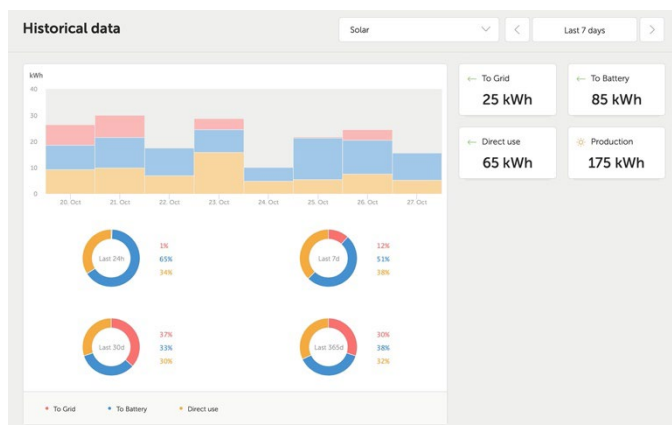 Historical data
Solar
Last 7 days
kWh
40
30
20
10
0
20. Oct 21. Oct 22. Oct 23. Oct 24. Oct 25. Oct 26. Oct 27. Oct
To Grid
25 kWh
To Battery
85 kWh
Direct use
65 kWh
Production
175 kWh
Last 24h
1%
65%
34%
Last 7d
12%
51%
38%
Last 30d
37%
33%
30%
Last 365d
30%
38%
32%
To Grid To Battery Direct use